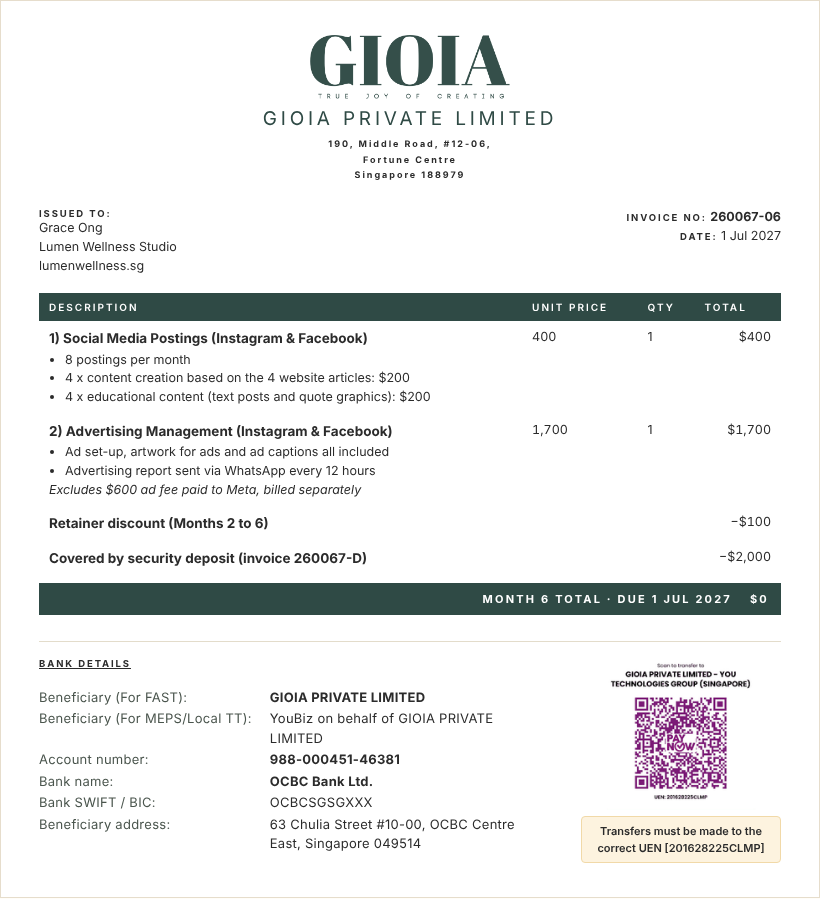 GIOIA
TRUE JOY OF CREATING
GIOIA PRIVATE LIMITED
190, Middle Road, #12-06,
Fortune Centre
Singapore 188979
ISSUED TO:
Grace Ong
Lumen Wellness Studio
lumenwellness.sg
INVOICE NO: 260067-06
DATE: 1 Jul 2027
DESCRIPTION UNIT PRICE QTY TOTAL
1) Social Media Postings (Instagram & Facebook) 400 1 $400
• 8 postings per month
• 4 x content creation based on the 4 website articles: $200
• 4 x educational content (text posts and quote graphics): $200
2) Advertising Management (Instagram & Facebook) 1,700 1 $1,700
• Ad set-up, artwork for ads and ad captions all included
• Advertising report sent via WhatsApp every 12 hours
Excludes $600 ad fee paid to Meta, billed separately
Retainer discount (Months 2 to 6) −$100
Covered by security deposit (invoice 260067-D) −$2,000
MONTH 6 TOTAL · DUE 1 JUL 2027 $0
BANK DETAILS
Beneficiary (For FAST): GIOIA PRIVATE LIMITED
Beneficiary (For MEPS/Local TT): YouBiz on behalf of GIOIA PRIVATE
LIMITED
Account number: 988-000451-46381
Bank name: OCBC Bank Ltd.
Bank SWIFT / BIC: OCBCSGSGXXX
Beneficiary address: 63 Chulia Street #10-00, OCBC Centre
East, Singapore 049514
Scan to transfer to
GIOIA PRIVATE LIMITED - YOU
TECHNOLOGIES GROUP (SINGAPORE)
PAY
NOW
UEN: 201628225CLMP
Transfers must be made to the
correct UEN [201628225CLMP]